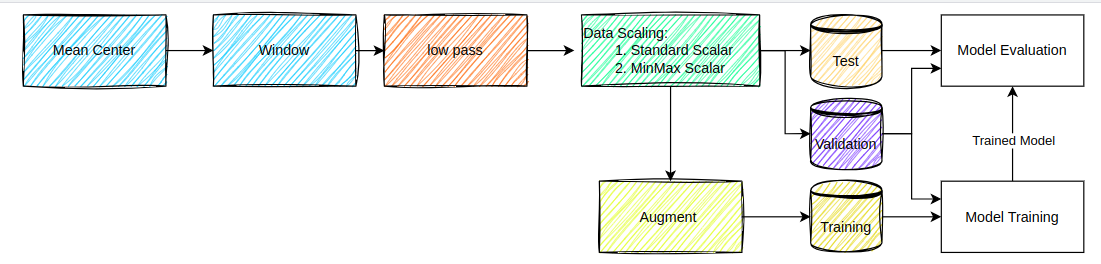 Mean Center
Window
low pass
Data Scaling:
1. Standard Scalar
2. MinMax Scalar
Test
Model Evaluation
Validation
Trained Model
Augment
Training
Model Training